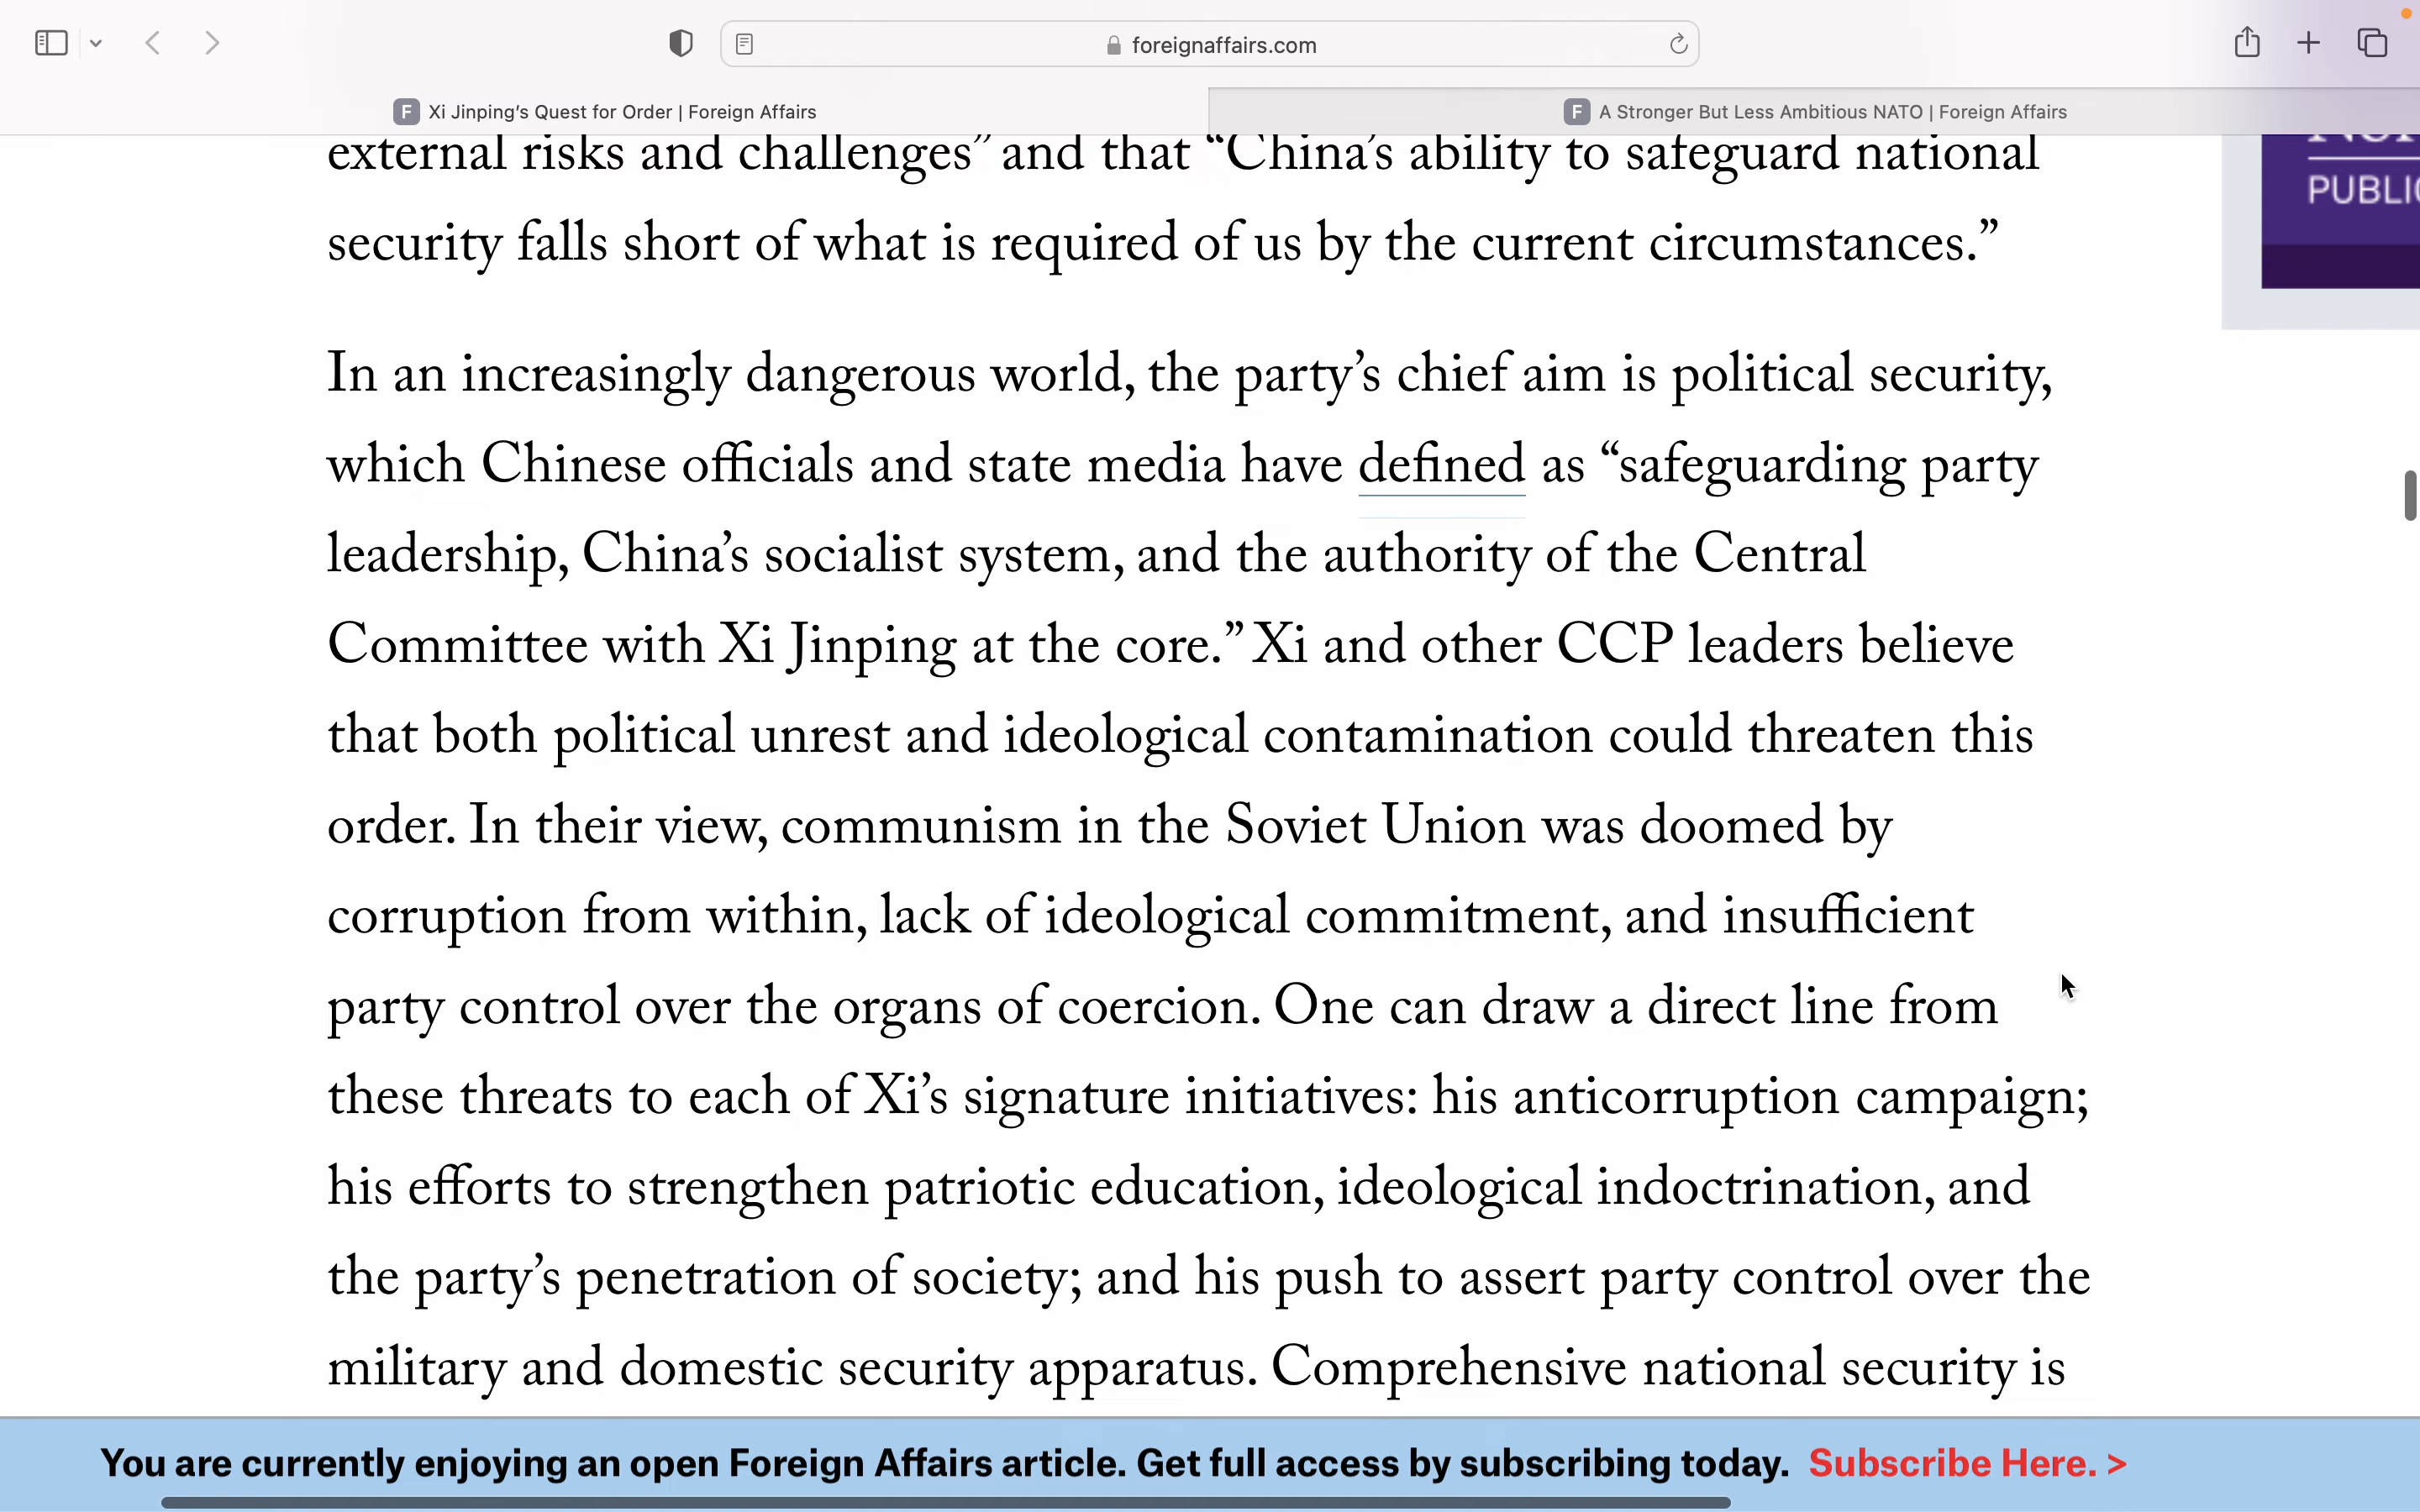 foreignaffairs.com
F Xi Jinping’s Quest for Order | Foreign Affairs
F A Stronger But Less Ambitious NATO | Foreign Affairs
external risks and challenges” and that “China’s ability to safeguard national
security falls short of what is required of us by the current circumstances.”
In an increasingly dangerous world, the party’s chief aim is political security,
which Chinese officials and state media have defined as “safeguarding party
leadership, China’s socialist system, and the authority of the Central
Committee with Xi Jinping at the core.” Xi and other CCP leaders believe
that both political unrest and ideological contamination could threaten this
order. In their view, communism in the Soviet Union was doomed by
corruption from within, lack of ideological commitment, and insufficient
party control over the organs of coercion. One can draw a direct line from
these threats to each of Xi’s signature initiatives: his anticorruption campaign;
his efforts to strengthen patriotic education, ideological indoctrination, and
the party’s penetration of society; and his push to assert party control over the
military and domestic security apparatus. Comprehensive national security is
PUBLIC
You are currently enjoying an open Foreign Affairs article. Get full access by subscribing today. Subscribe Here. >